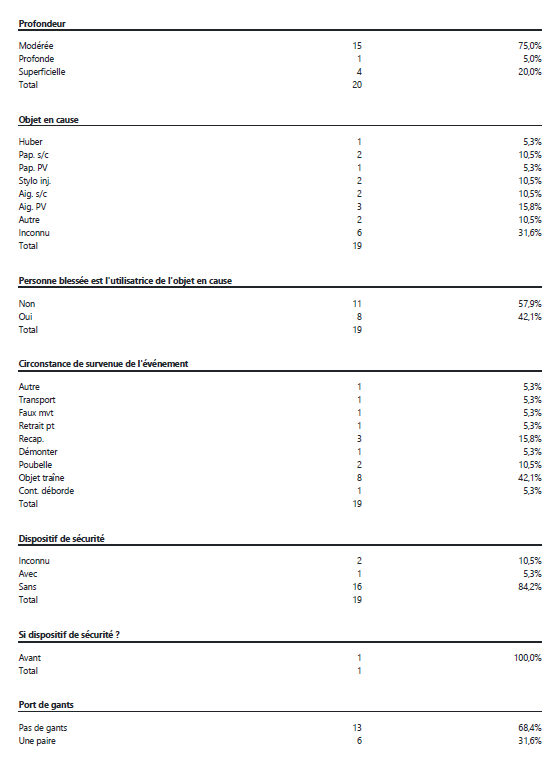 Profondeur
Modérée 15 75,0%
Profonde 1 5,0%
Superficielle 4 20,0%
Total 20
Objet en cause
Huber 1 5,3%
Pap. s/c 2 10,5%
Pap. PV 1 5,3%
Stylo inj. 2 10,5%
Aig. s/c 2 10,5%
Aig. PV 3 15,8%
Autre 2 10,5%
Inconnu 6 31,6%
Total 19
Personne blessée est l'utilisatrice de l'objet en cause
Non 11 57,9%
Oui 8 42,1%
Total 19
Circonstance de survenue de l'événement
Autre 1 5,3%
Transport 1 5,3%
Faux mvt 1 5,3%
Retrait pt 1 5,3%
Recap. 3 15,8%
Démonter 1 5,3%
Poubelle 2 10,5%
Objet traîne 8 42,1%
Cont. déborde 1 5,3%
Total 19
Dispositif de sécurité
Inconnu 2 10,5%
Avec 1 5,3%
Sans 16 84,2%
Total 19
Si dispositif de sécurité ?
Avant 1 100,0%
Total 1
Port de gants
Pas de gants 13 68,4%
Une paire 6 31,6%